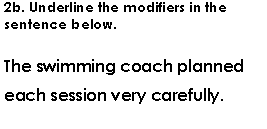 2b. Underline the modifiers in the
sentence below.
The swimming coach planned
each session very carefully.